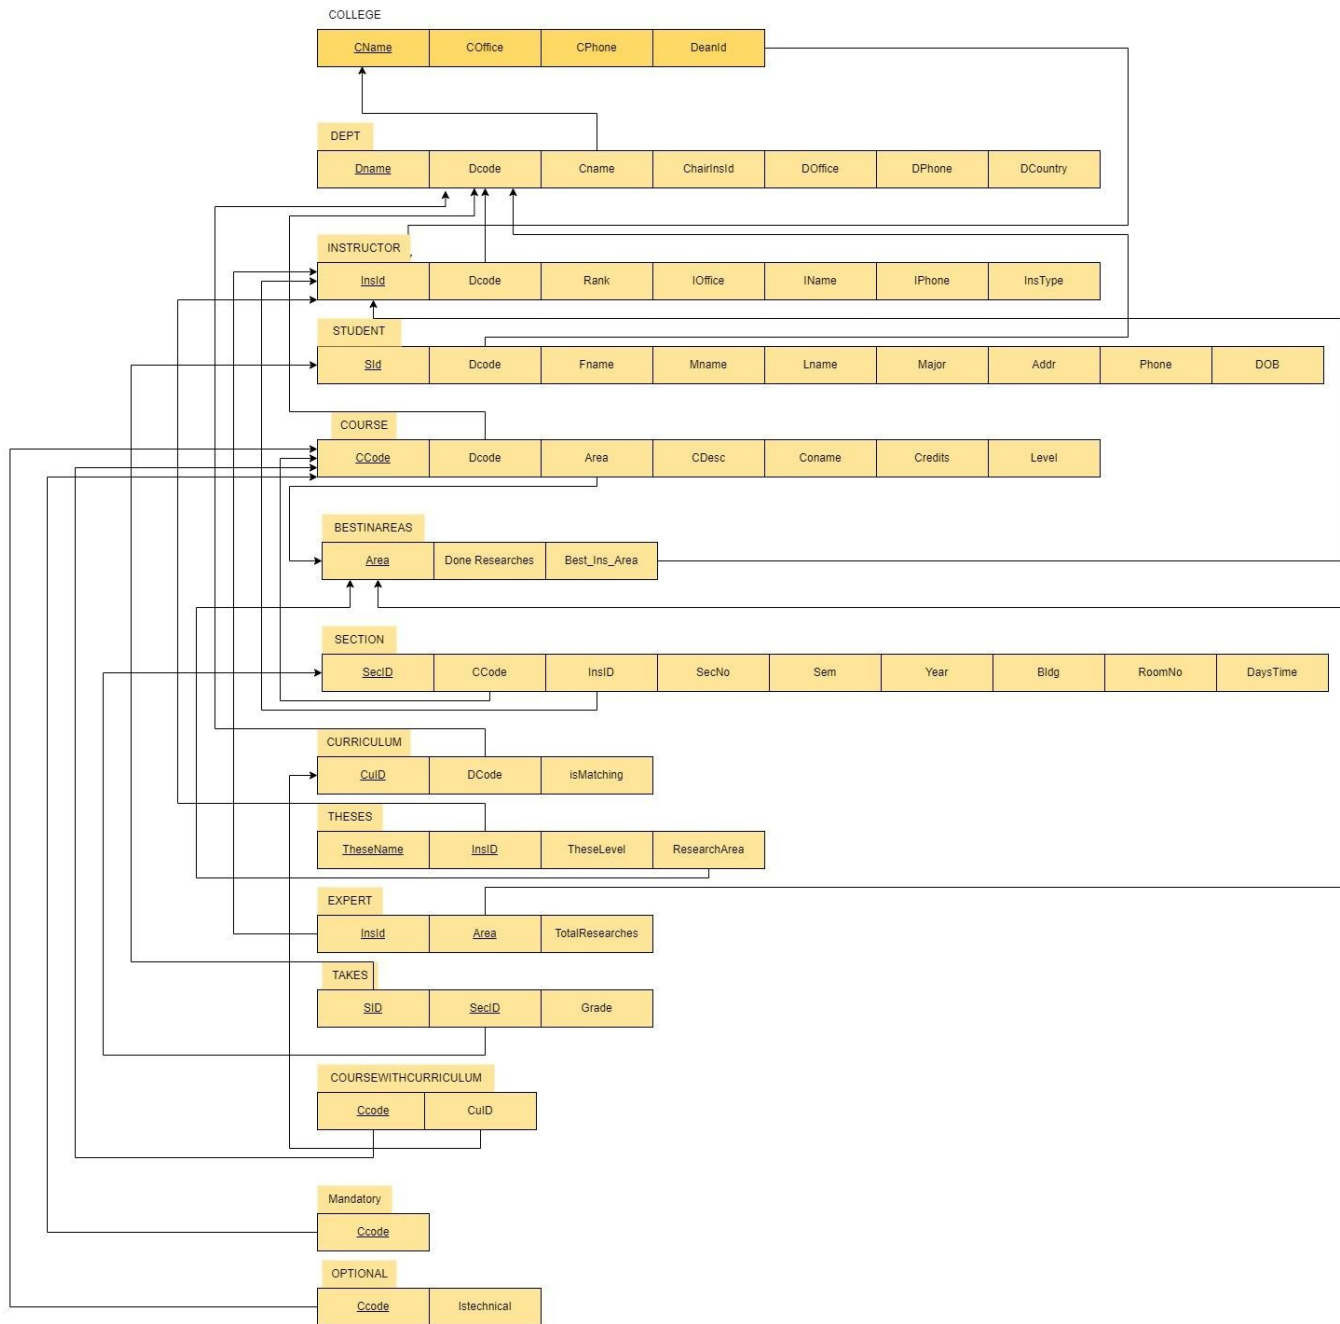 COLLEGE
CName COffice CPhone DeanId
DEPT
Dname Dcode Cname ChairInsId DOffice DPhone DCountry
INSTRUCTOR
InsId Dcode Rank IOffice IName IPhone InsType
STUDENT
SId Dcode Fname Mname Lname Major Addr Phone DOB
COURSE
CCode Dcode Area CDesc Coname Credits Level
BESTINAREAS
Area Done Researches Best_Ins_Area
SECTION
SecID CCode InsID SecNo Sem Year Bldg RoomNo DaysTime
CURRICULUM
CuID DCode isMatching
THESES
TheseName InsID TheseLevel ResearchArea
EXPERT
InsId Area TotalResearches
TAKES
SID SecID Grade
COURSEWITHCURRICULUM
Ccode CuID
Mandatory
Ccode
OPTIONAL
Ccode Istechnical